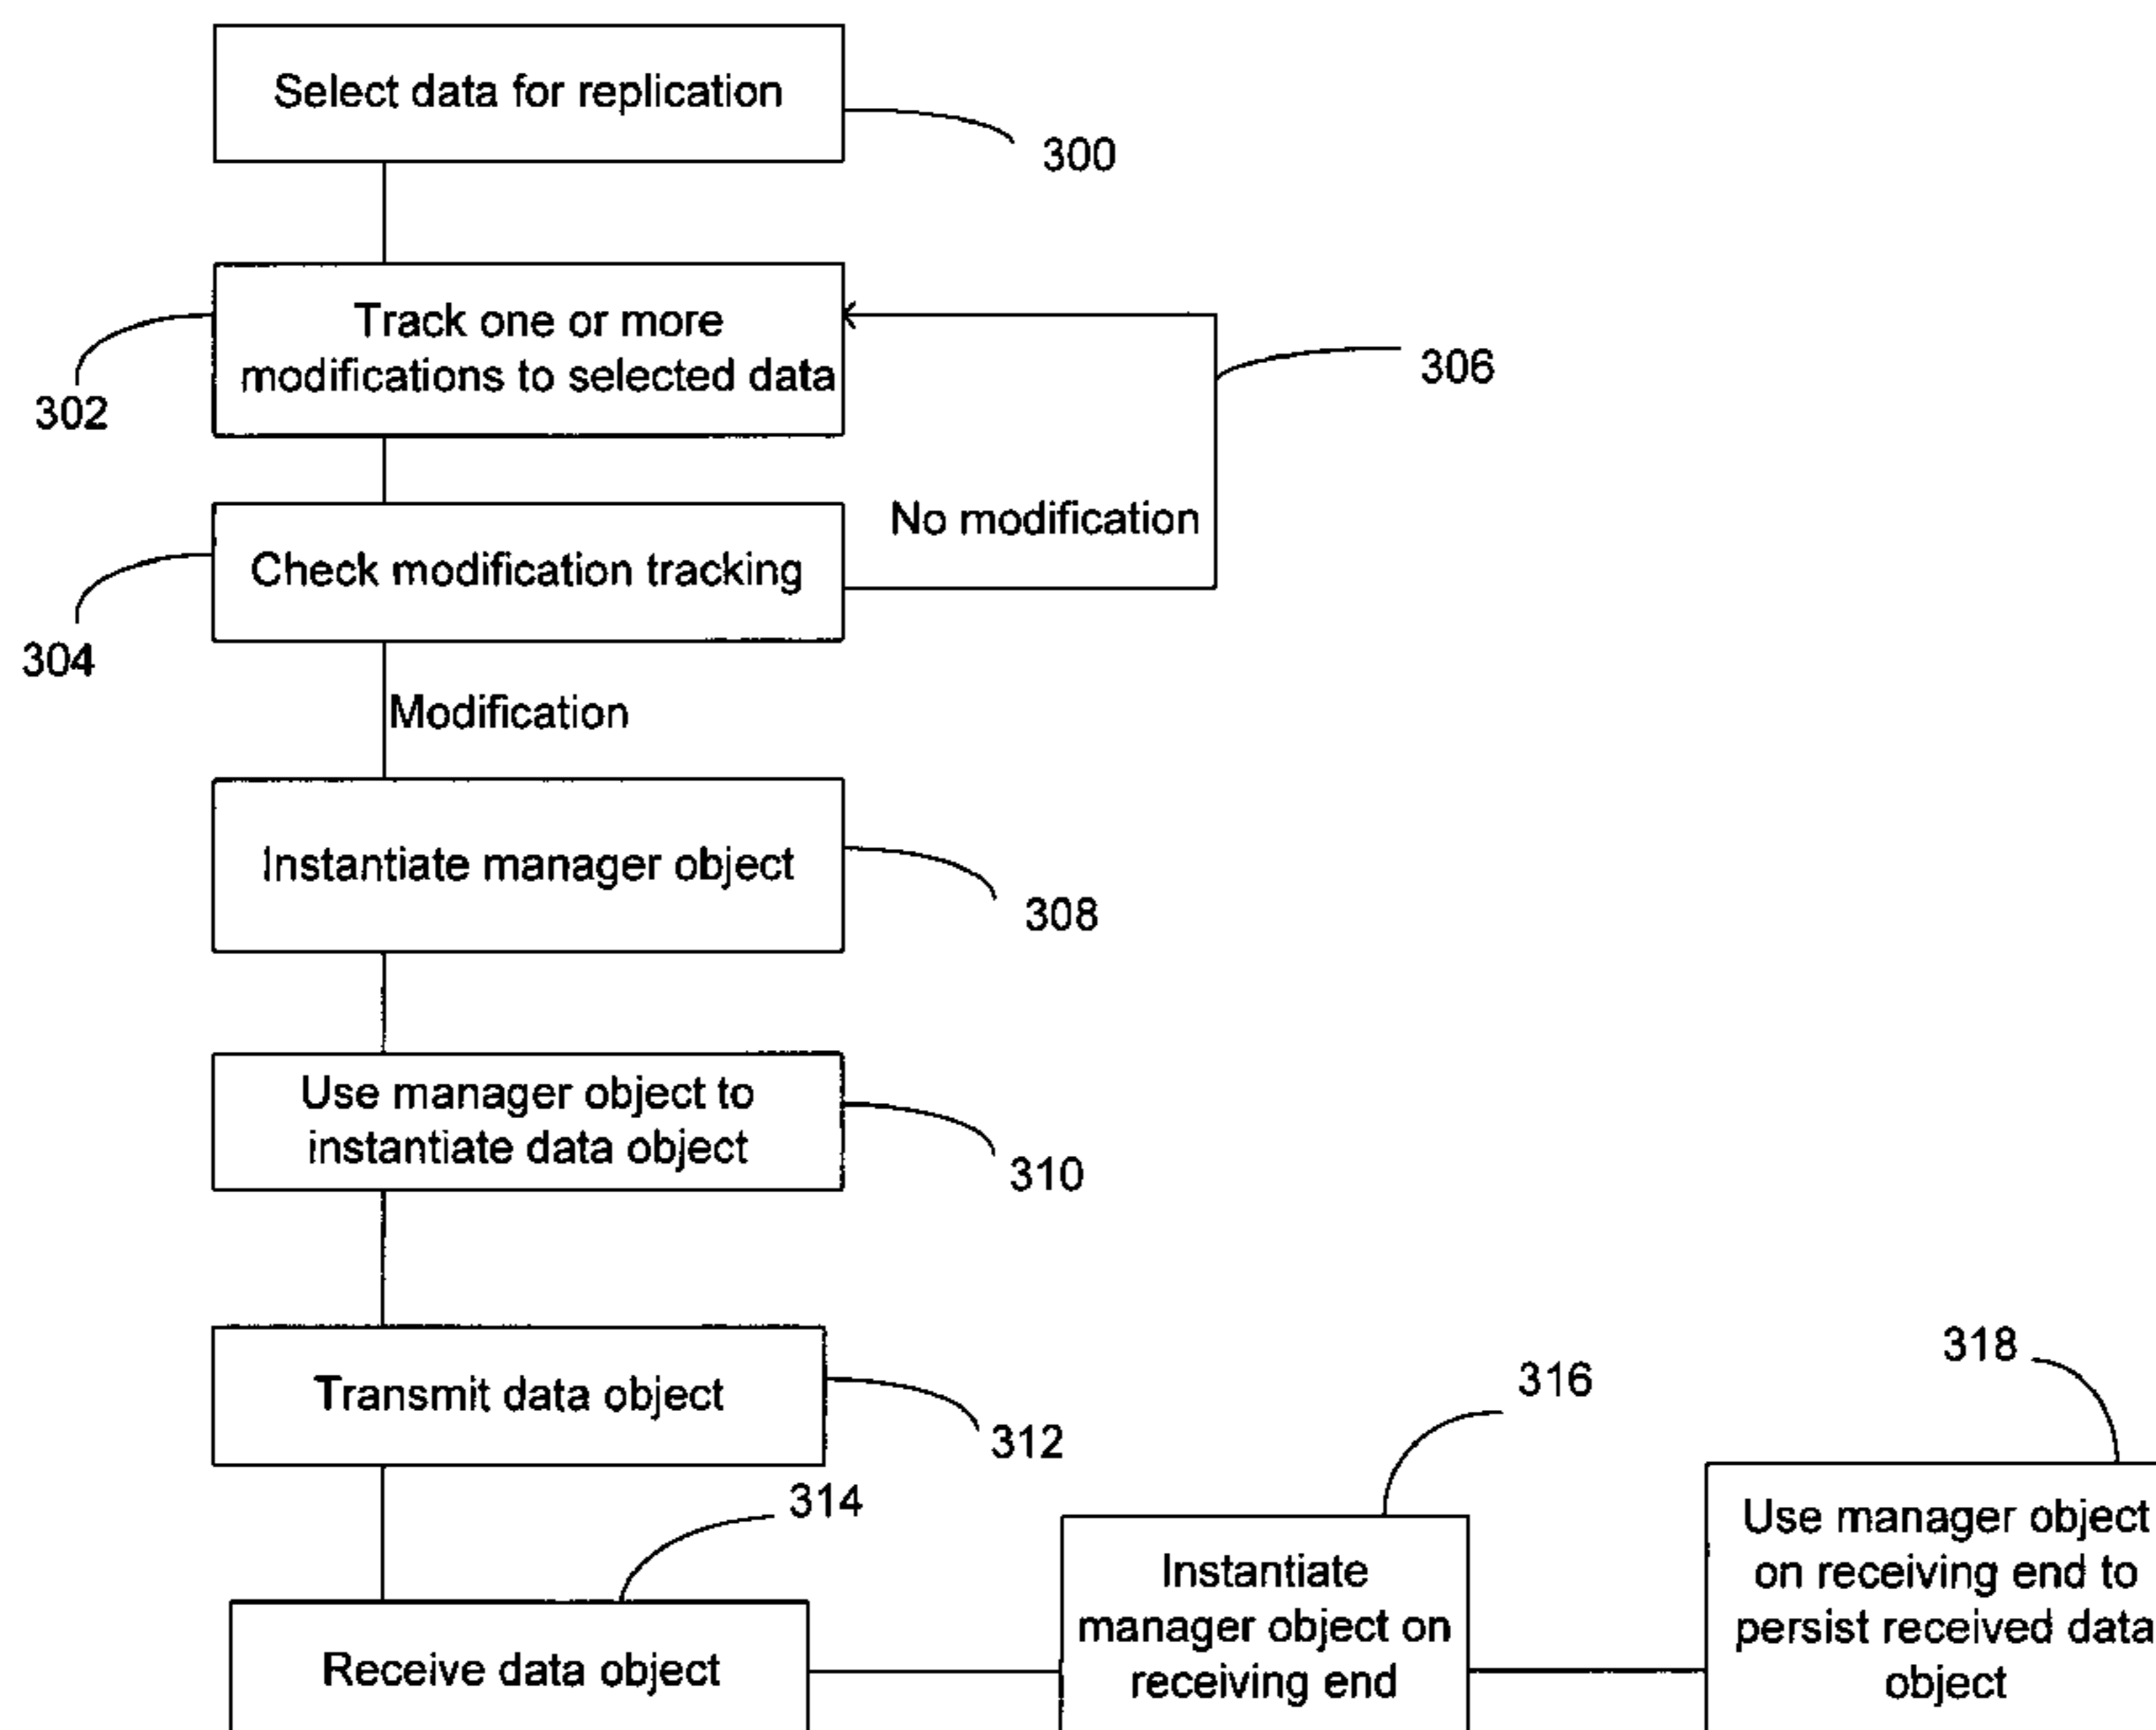 Select data for replication
300
Track one or more
modifications to selected data
302
306
No modification
Check modification tracking
304
Modification
Instantiate manager object
308
Use manager object to
instantiate data object
310
Transmit data object
312
314
Receive data object
316
Instantiate
manager object on
receiving end
318
Use manager object
on receiving end to
persist received data
object